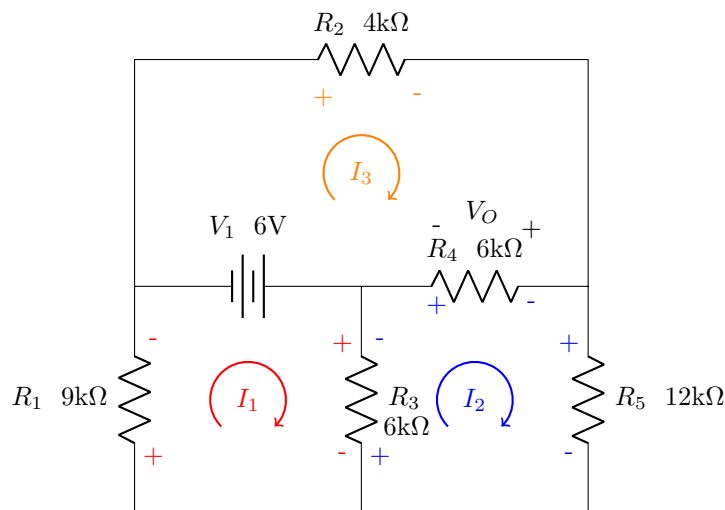 R2 4kΩ
+ -
I3
V1 6V
- VO +
R4 6kΩ
+ -
- + - +
R1 9kΩ
I1
R3
6kΩ
I2
R5 12kΩ
+ - + -